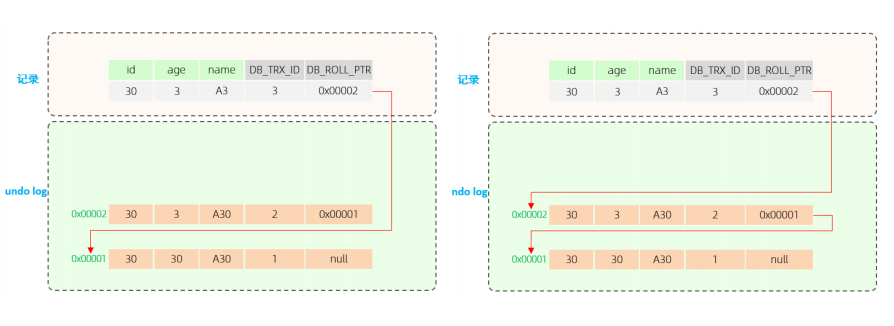 记录
id age name DB_TRX_ID DB_ROLL_PTR
30 3 A3 3 0x00002
undo log
0x00002 30 3 A30 2 0x00001
0x00001 30 30 A30 1 null
记录
id age name DB_TRX_ID DB_ROLL_PTR
30 3 A3 3 0x00002
ndo log
0x00002 30 3 A30 2 0x00001
0x00001 30 30 A30 1 null